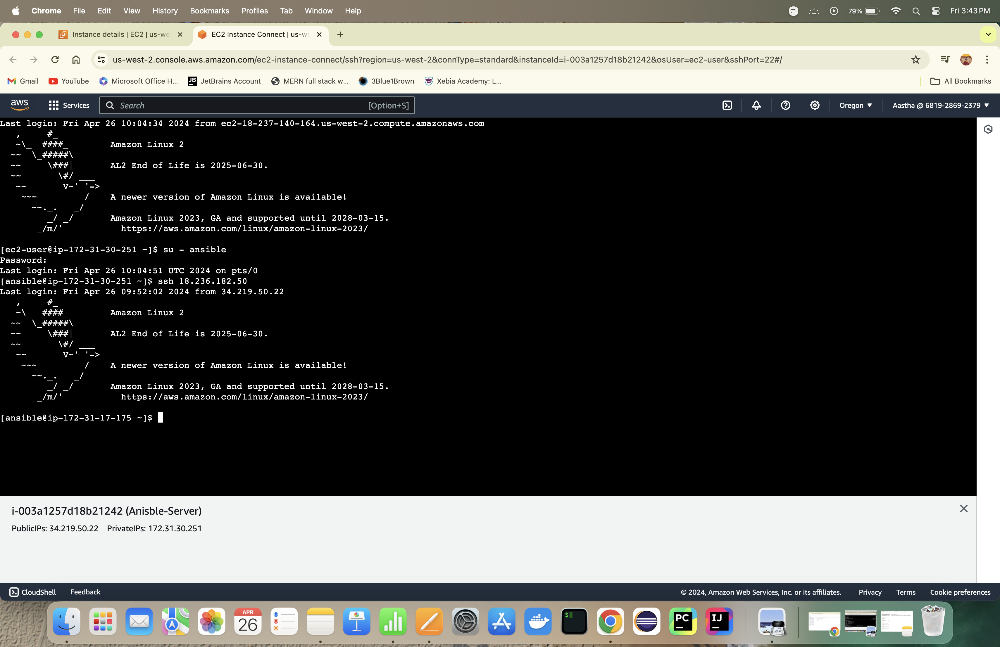 Chrome File Edit View History Bookmarks Profiles Tab Window Help 79% Fri 3:43 PM
Instance details | EC2 | us-we EC2 Instance Connect | us-we
us-west-2.console.aws.amazon.com/ec2-instance-connect/ssh?region=us-west-2&connType=standard&instanceId=i-003a1257d18b21242&osUser=ec2-user&sshPort=22#/
Gmail YouTube Microsoft Office H... JB JetBrains Account MERN full stack w... 3Blue1Brown Xebia Academy: L... All Bookmarks
aws Services Search [Option+S] Oregon Aastha @ 6819-2869-2379
Last login: Fri Apr 26 10:04:34 2024 from ec2-18-237-140-164.us-west-2.compute.amazonaws.com
   ,     #_
   ~\_  ####_        Amazon Linux 2
  ~~  \_#####\
  ~~     \###|       AL2 End of Life is 2025-06-30.
  ~~       \#/ ___
   ~~       V~' '->
    ~~~         /    A newer version of Amazon Linux is available!
      ~~._.   _/
         _/ _/       Amazon Linux 2023, GA and supported until 2028-03-15.
       _/m/'           https://aws.amazon.com/linux/amazon-linux-2023/
[ec2-user@ip-172-31-30-251 ~]$ su - ansible
Password:
Last login: Fri Apr 26 10:04:51 UTC 2024 on pts/0
[ansible@ip-172-31-30-251 ~]$ ssh 18.236.182.50
Last login: Fri Apr 26 09:52:02 2024 from 34.219.50.22
   ,     #_
   ~\_  ####_        Amazon Linux 2
  ~~  \_#####\
  ~~     \###|       AL2 End of Life is 2025-06-30.
  ~~       \#/ ___
   ~~       V~' '->
    ~~~         /    A newer version of Amazon Linux is available!
      ~~._.   _/
         _/ _/       Amazon Linux 2023, GA and supported until 2028-03-15.
       _/m/'           https://aws.amazon.com/linux/amazon-linux-2023/
[ansible@ip-172-31-17-175 ~]$
i-003a1257d18b21242 (Anisble-Server)
PublicIPs: 34.219.50.22 PrivateIPs: 172.31.30.251
CloudShell Feedback © 2024, Amazon Web Services, Inc. or its affiliates. Privacy Terms Cookie preferences
APR
26 $ PC IJ